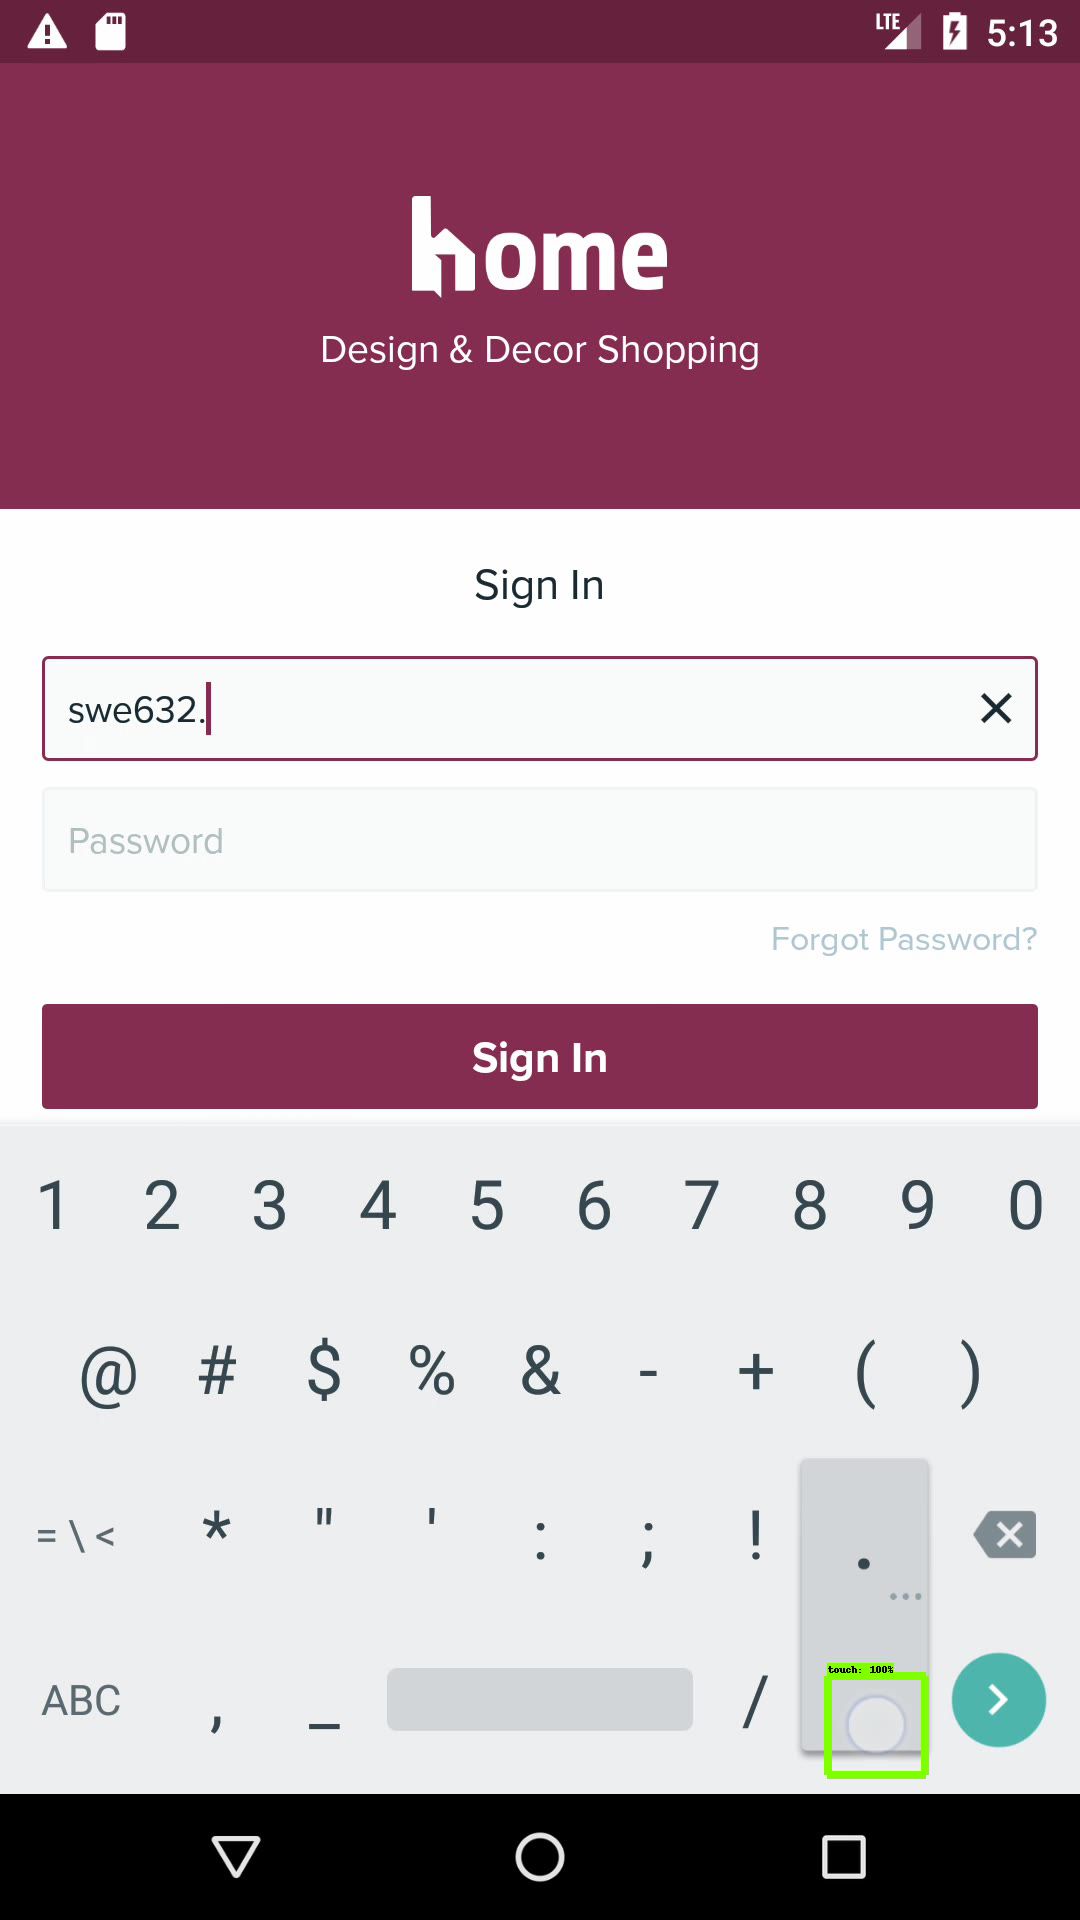 LTE 5:13
home
Design & Decor Shopping
Sign In
swe632.
Password
Forgot Password?
Sign In
1 2 3 4 5 6 7 8 9 0
@ # $ % & - + ( )
= \ < * " ' : ; ! . ...
touch: 100%
ABC , _ /